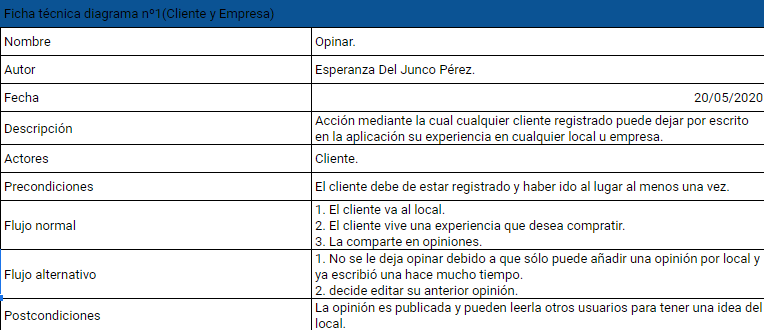 Ficha técnica diagrama nº1(Cliente y Empresa)
Nombre
Opinar.
Autor
Esperanza Del Junco Pérez.
Fecha
20/05/2020
Descripción
Acción mediante la cual cualquier cliente registrado puede dejar por escrito
en la aplicación su experiencia en cualquier local u empresa.
Actores
Cliente.
Precondiciones
El cliente debe de estar registrado y haber ido al lugar al menos una vez.
Flujo normal
1. El cliente va al local.
2. El cliente vive una experiencia que desea compratir.
3. La comparte en opiniones.
Flujo alternativo
1. No se le deja opinar debido a que sólo puede añadir una opinión por local y
ya escribió una hace mucho tiempo.
2. decide editar su anterior opinión.
Postcondiciones
La opinión es publicada y pueden leerla otros usuarios para tener una idea del
local.